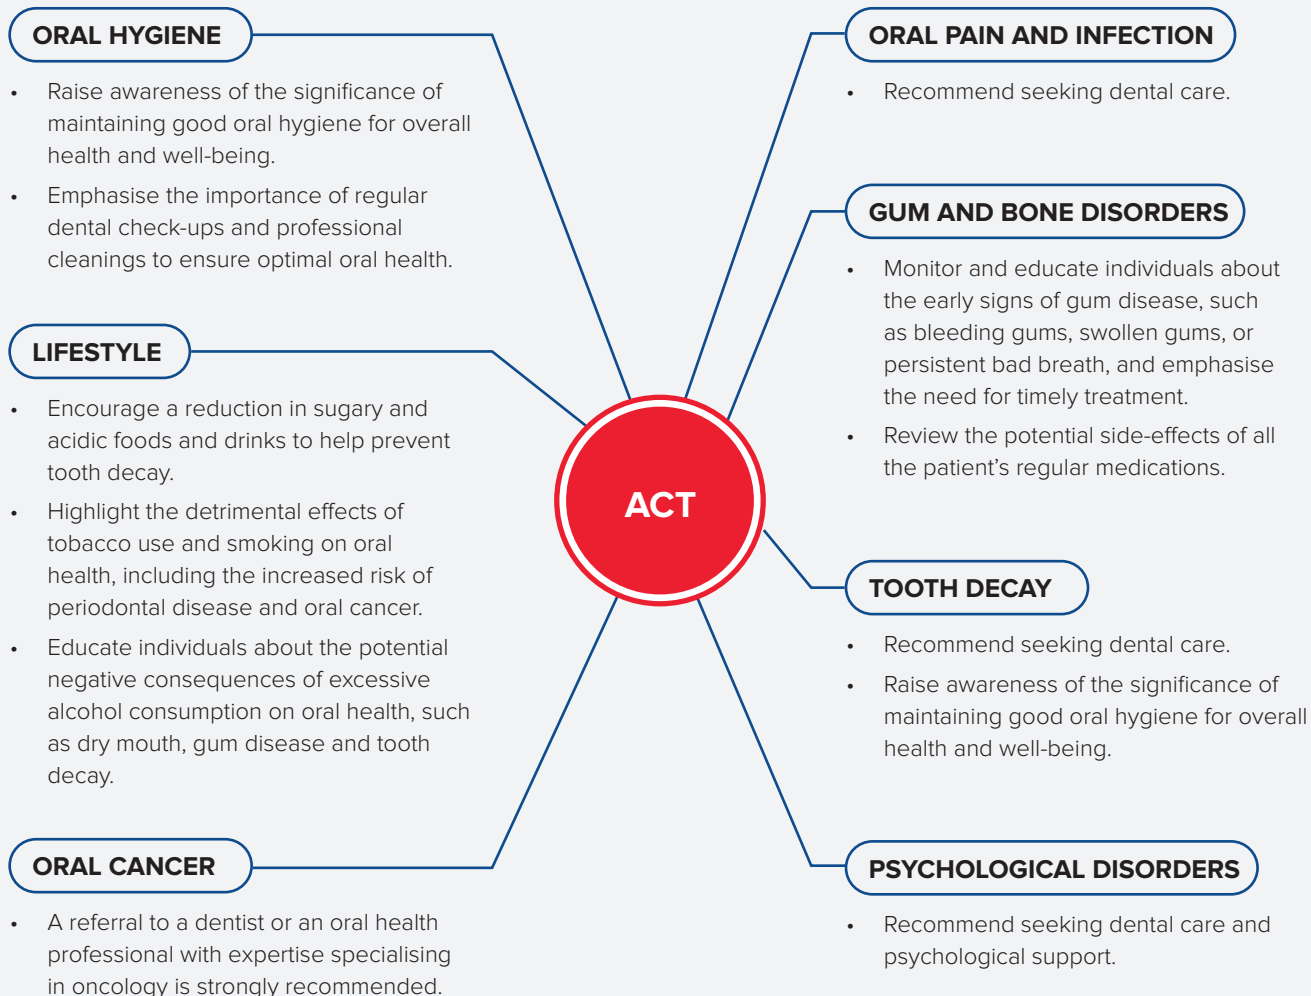 ORAL HYGIENE
• Raise awareness of the significance of
maintaining good oral hygiene for overall
health and well-being.
• Emphasise the importance of regular
dental check-ups and professional
cleanings to ensure optimal oral health.
LIFESTYLE
• Encourage a reduction in sugary and
acidic foods and drinks to help prevent
tooth decay.
• Highlight the detrimental effects of
tobacco use and smoking on oral
health, including the increased risk of
periodontal disease and oral cancer.
• Educate individuals about the potential
negative consequences of excessive
alcohol consumption on oral health, such
as dry mouth, gum disease and tooth
decay.
ORAL CANCER
• A referral to a dentist or an oral health
professional with expertise specialising
in oncology is strongly recommended.
ACT
ORAL PAIN AND INFECTION
• Recommend seeking dental care.
GUM AND BONE DISORDERS
• Monitor and educate individuals about
the early signs of gum disease, such
as bleeding gums, swollen gums, or
persistent bad breath, and emphasise
the need for timely treatment.
• Review the potential side-effects of all
the patient's regular medications.
TOOTH DECAY
• Recommend seeking dental care.
• Raise awareness of the significance of
maintaining good oral hygiene for overall
health and well-being.
PSYCHOLOGICAL DISORDERS
• Recommend seeking dental care and
psychological support.